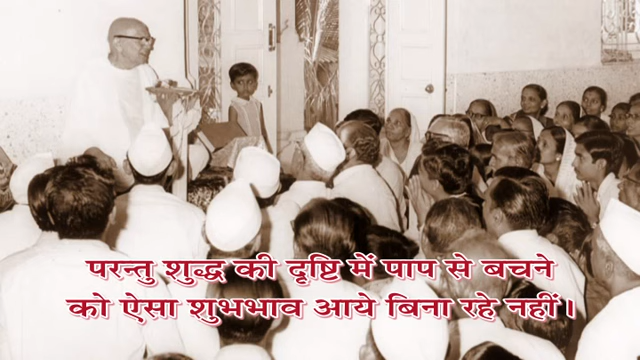 परन्तु शुद्ध की दृष्टि में पाप से बचने
को ऐसा शुभभाव आये बिना रहे नहीं।